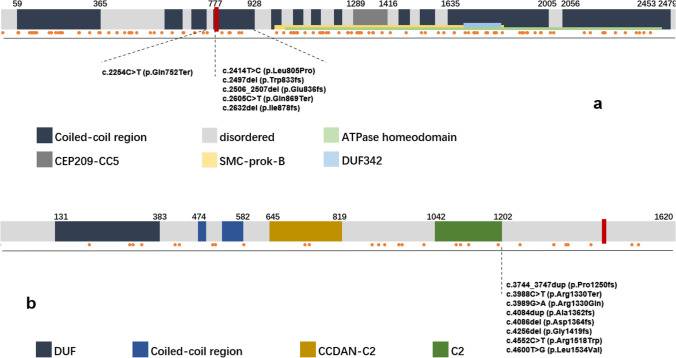 59 365 777 928 1289 1416 1635 2005 2056 2453 2479
c.2254C>T (p.Gln752Ter)
c.2414T>C (p.Leu805Pro)
c.2497del (p.Trp833fs)
c.2506_2507del (p.Glu836fs)
c.2605C>T (p.Gln869Ter)
c.2632del (p.Ile878fs)
a
Coiled-coil region disordered ATPase homeodomain
CEP209-CC5 SMC-prok-B DUF342
131 383 474 582 645 819 1042 1202 1620
c.3744_3747dup (p.Pro1250fs)
c.3988C>T (p.Arg1330Ter)
c.3989G>A (p.Arg1330Gln)
c.4084dup (p.Ala1362fs)
c.4086del (p.Asp1364fs)
c.4256del (p.Gly1419fs)
c.4552C>T (p.Arg1518Trp)
c.4600T>G (p.Leu1534Val)
b
DUF Coiled-coil region CCDAN-C2 C2